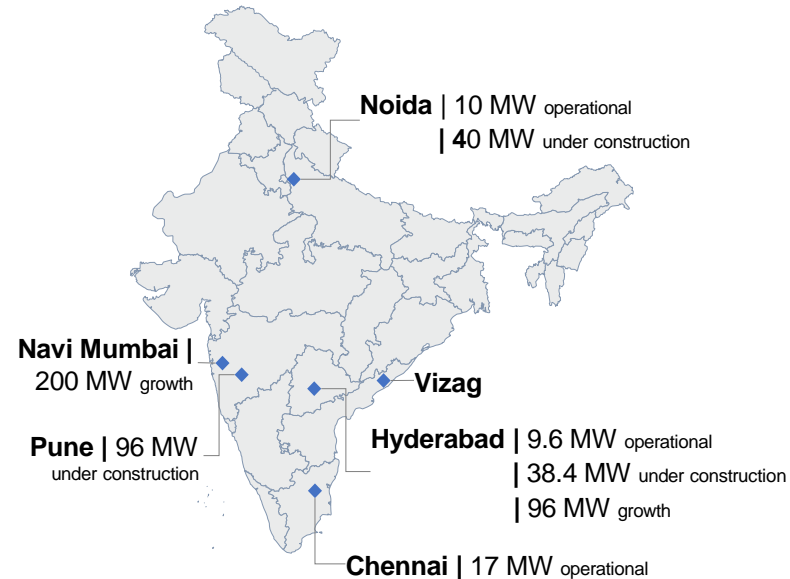 Noida | 10 MW operational
| 40 MW under construction
Navi Mumbai |
200 MW growth
Vizag
Pune | 96 MW
under construction
Hyderabad | 9.6 MW operational
| 38.4 MW under construction
| 96 MW growth
Chennai | 17 MW operational